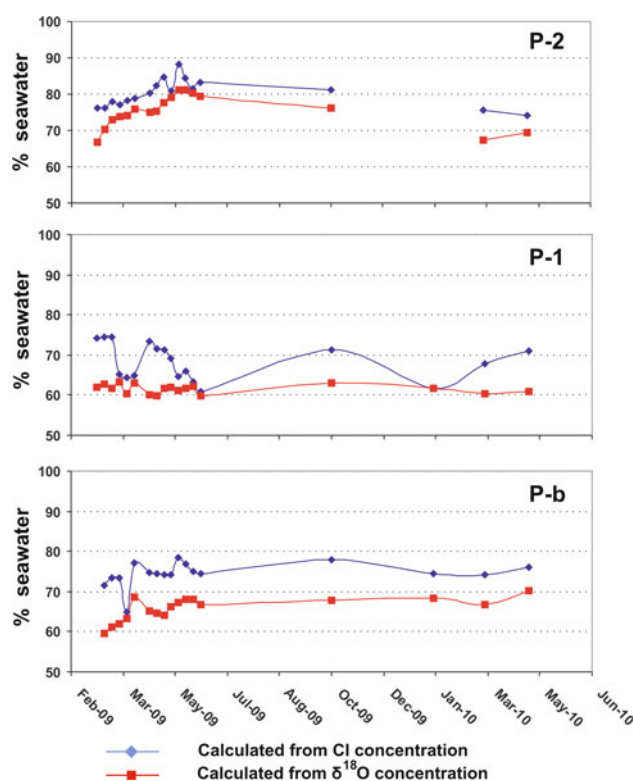 P-2
% seawater
100
90
80
70
60
50
P-1
% seawater
100
90
80
70
60
50
P-b
% seawater
100
90
80
70
60
50
Feb-09 Mar-09 May-09 Jul-09 Aug-09 Oct-09 Dec-09 Jan-10 Mar-10 May-10 Jun-10
Calculated from Cl concentration
Calculated from δ¹⁸O concentration